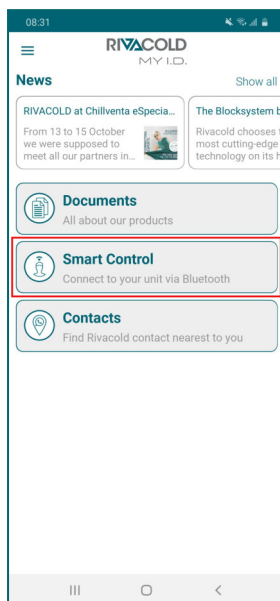 08:31
RIVACOLD
MY I.D.
News
Show all
RIVACOLD at Chillventa eSpecia...
From 13 to 15 October
we were supposed to
meet all our partners in...
The Blocksystem b
Rivacold chooses
most cutting-edge
technology on its h
Documents
All about our products
Smart Control
Connect to your unit via Bluetooth
Contacts
Find Rivacold contact nearest to you